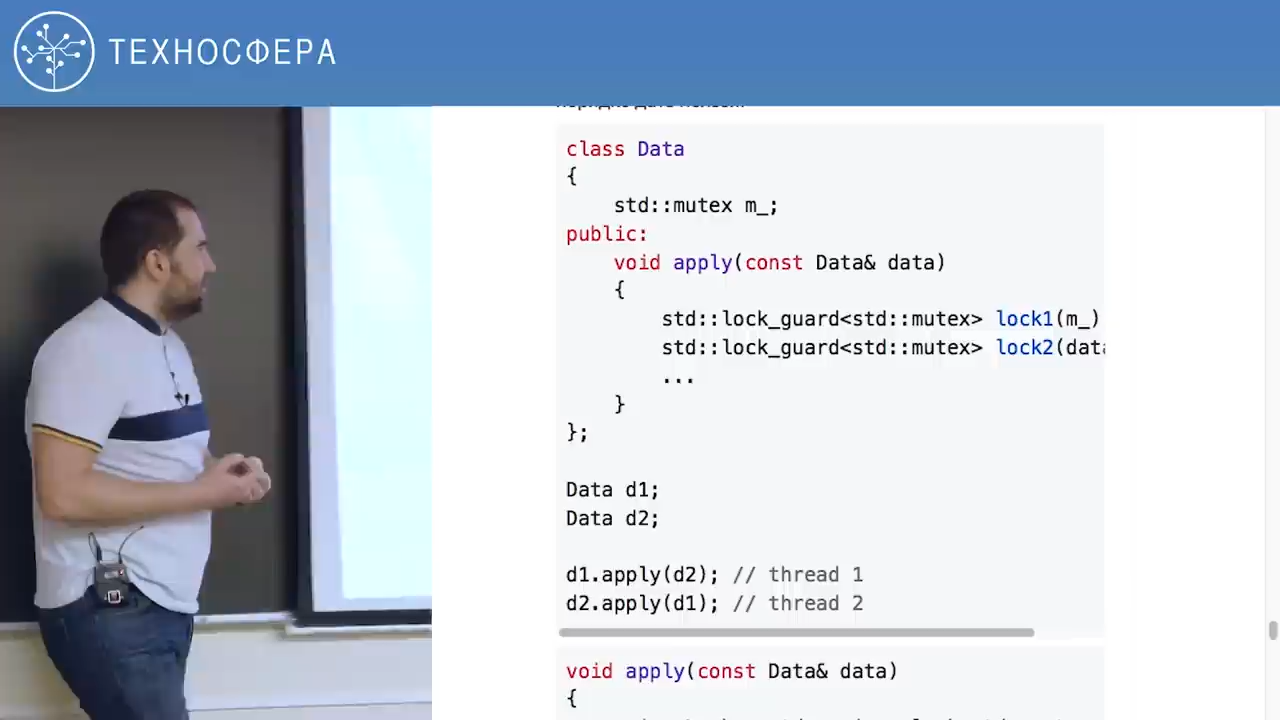 ТЕХНОСФЕРА
class Data
{
std::mutex m_;
public:
void apply(const Data& data)
{
std::lock_guard<std::mutex> lock1(m_)
std::lock_guard<std::mutex> lock2(data
...
}
};
Data d1;
Data d2;
d1.apply(d2); // thread 1
d2.apply(d1); // thread 2
void apply(const Data& data)
{